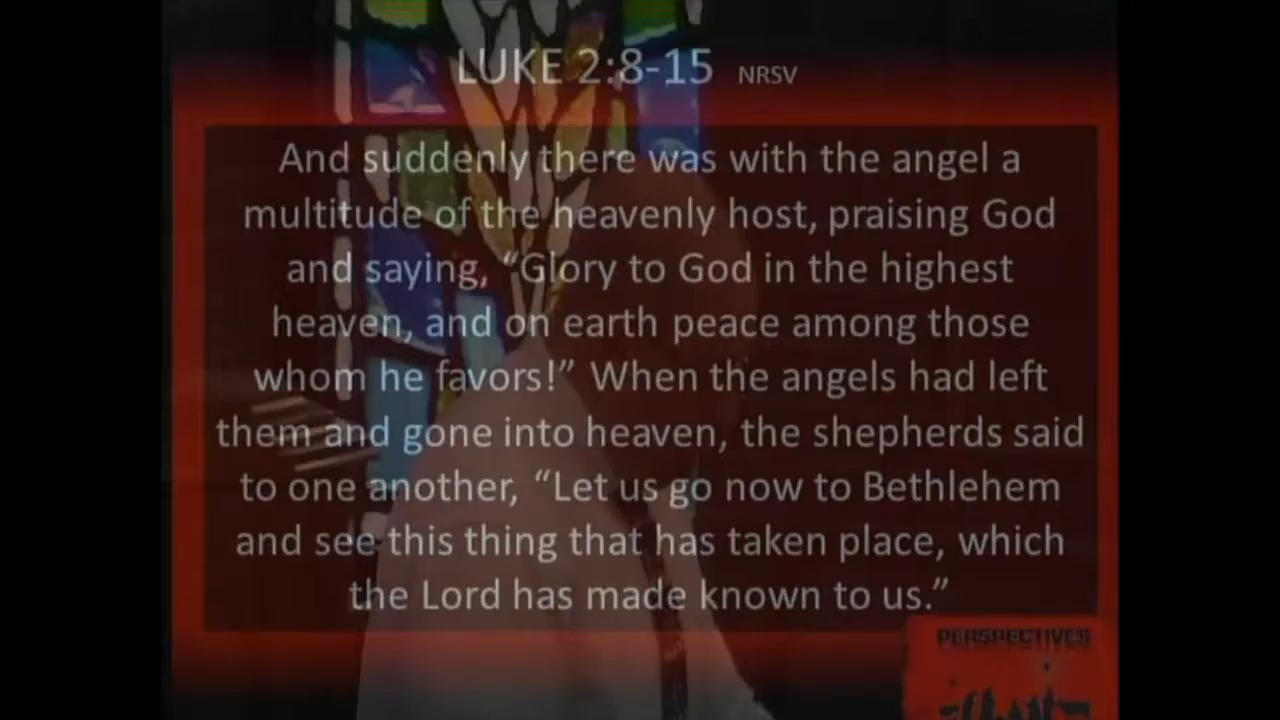 LUKE 2:8-15 NRSV
And suddenly there was with the angel a
multitude of the heavenly host, praising God
and saying, “Glory to God in the highest
heaven, and on earth peace among those
whom he favors!” When the angels had left
them and gone into heaven, the shepherds said
to one another, “Let us go now to Bethlehem
and see this thing that has taken place, which
the Lord has made known to us.”
PERSPECTIVES